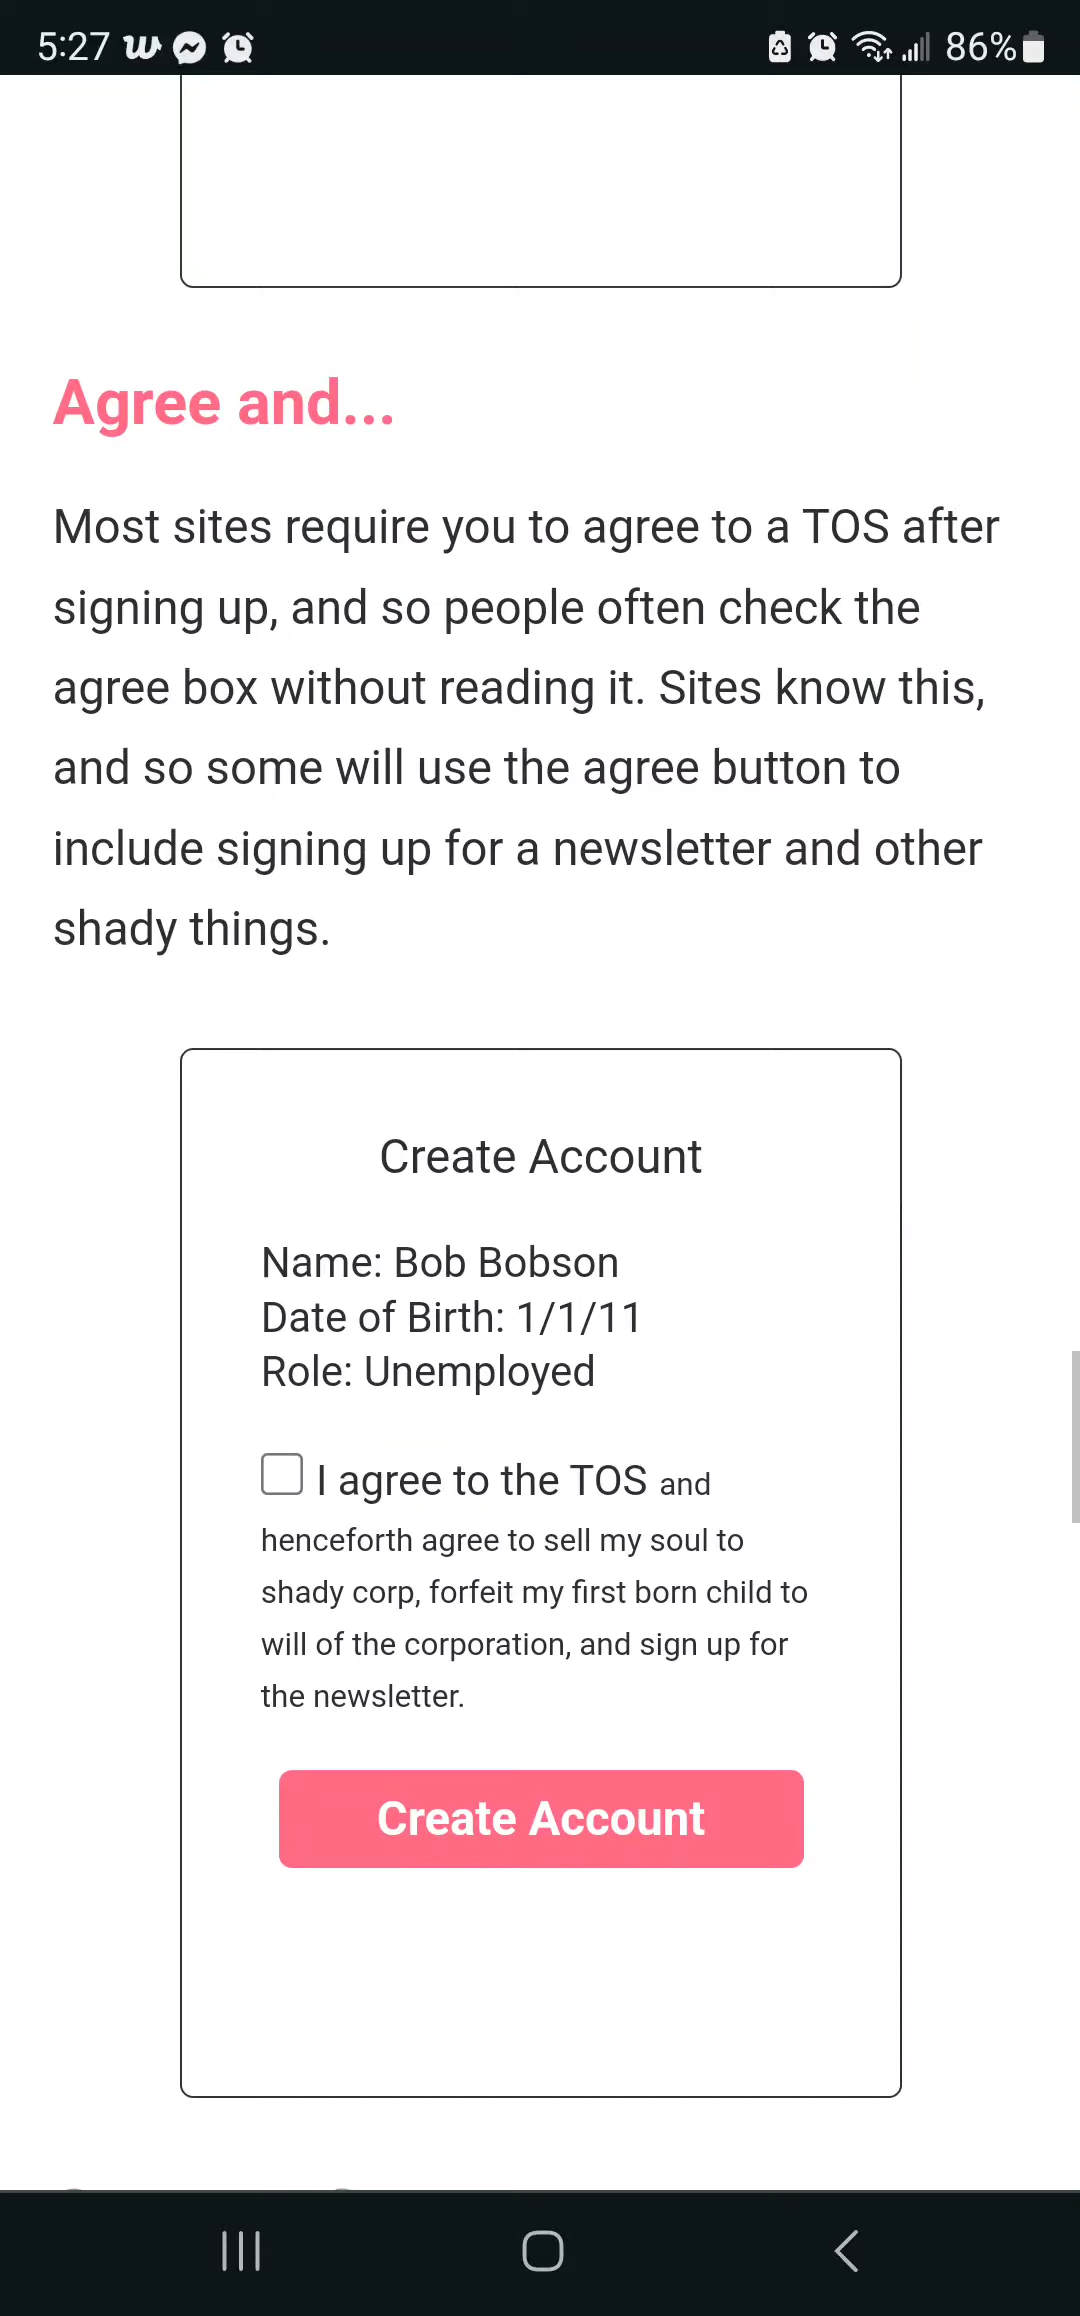 5:27 86%
Agree and...
Most sites require you to agree to a TOS after
signing up, and so people often check the
agree box without reading it. Sites know this,
and so some will use the agree button to
include signing up for a newsletter and other
shady things.
Create Account
Name: Bob Bobson
Date of Birth: 1/1/11
Role: Unemployed
I agree to the TOS and
henceforth agree to sell my soul to
shady corp, forfeit my first born child to
will of the corporation, and sign up for
the newsletter.
Create Account